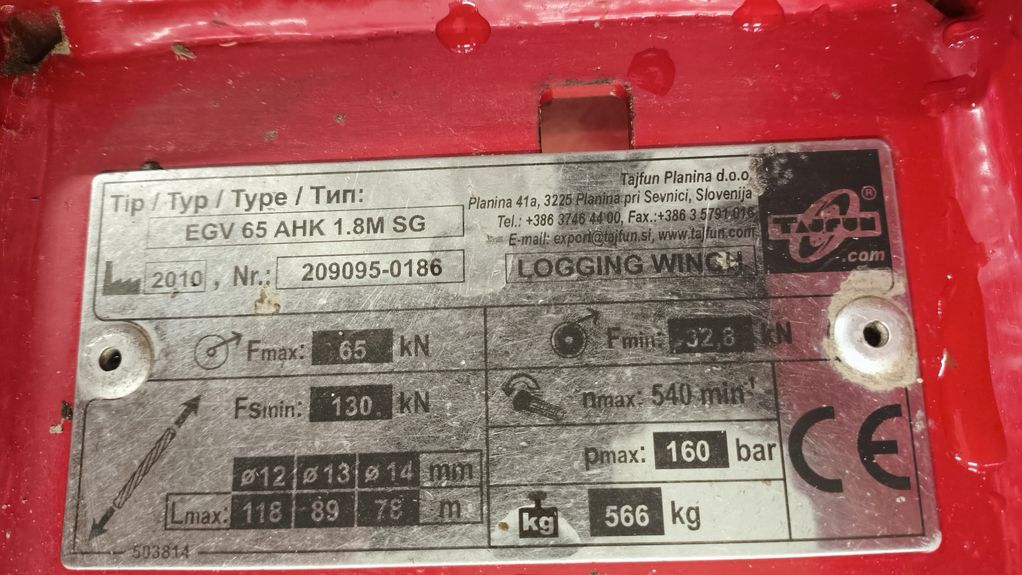 Tip / Typ / Type / Тип:
EGV 65 AHK 1.8M SG
2010, Nr.: 209095-0186
Tajfun Planina d.o.o.
Planina 41a, 3225 Planina pri Sevnici, Slovenija
Tel.: +386 3746 44 00, Fax.:+386 3 5791 016
E-mail: export@tajfun.si, www.tajfun.com
LOGGING WINCH
TAJFUN®
.com
Fmax: 65 kN
Fmin: 32,8 kN
Fsmin: 130 kN
nmax: 540 min-¹
pmax: 160 bar
ø12 ø13 ø14 mm
Lmax: 118 89 78 m
kg 566 kg
CE
503814